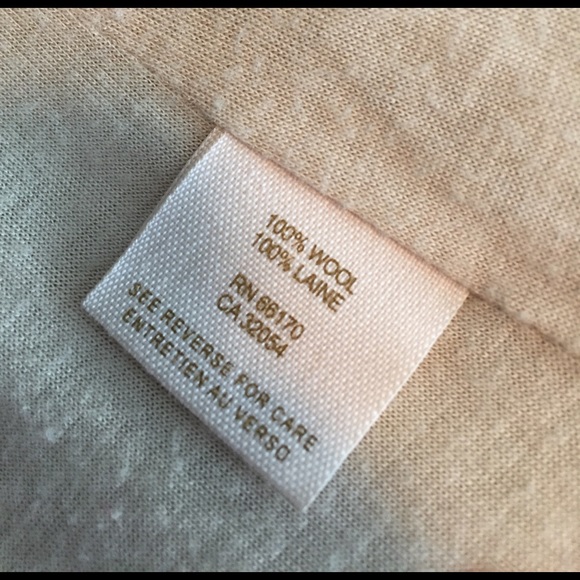 100% WOOL
100% LAINE
RN 66170
CA 32054
SEE REVERSE FOR CARE
ENTRETIEN AU VERSO